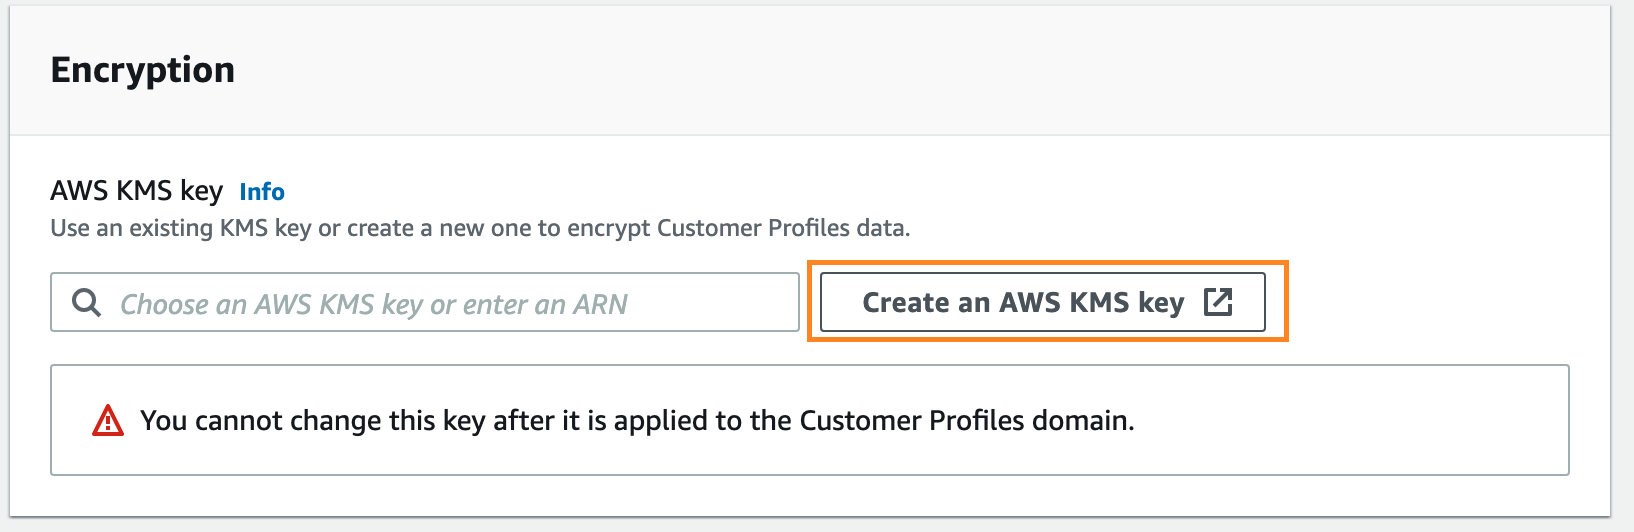 Encryption
AWS KMS key Info
Use an existing KMS key or create a new one to encrypt Customer Profiles data.
Choose an AWS KMS key or enter an ARN
Create an AWS KMS key
You cannot change this key after it is applied to the Customer Profiles domain.